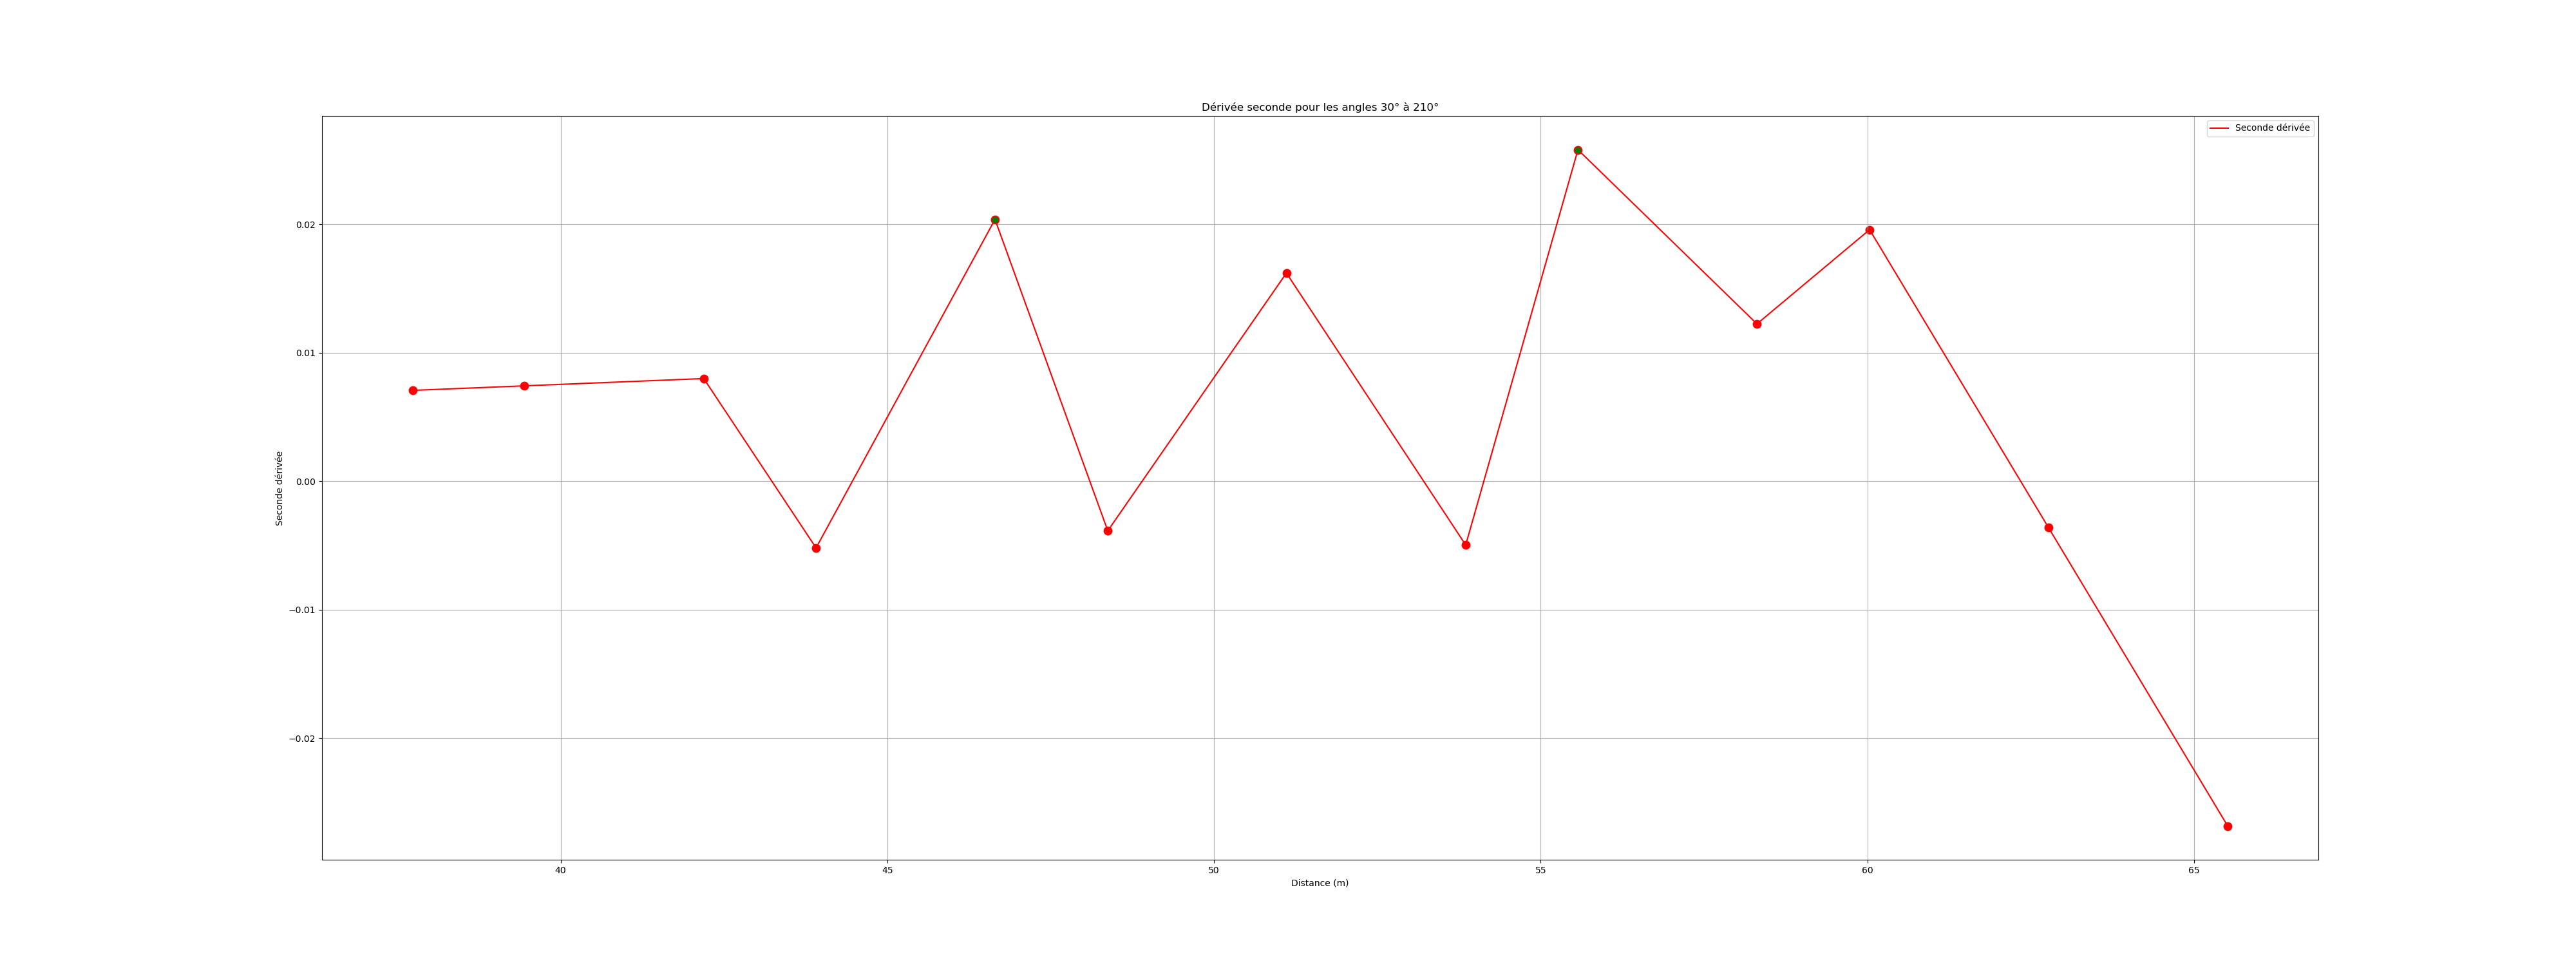 Dérivée seconde pour les angles 30° à 210°
Seconde dérivée
0.02
0.01
0.00
−0.01
−0.02
Seconde dérivée
40
45
50
55
60
65
Distance (m)